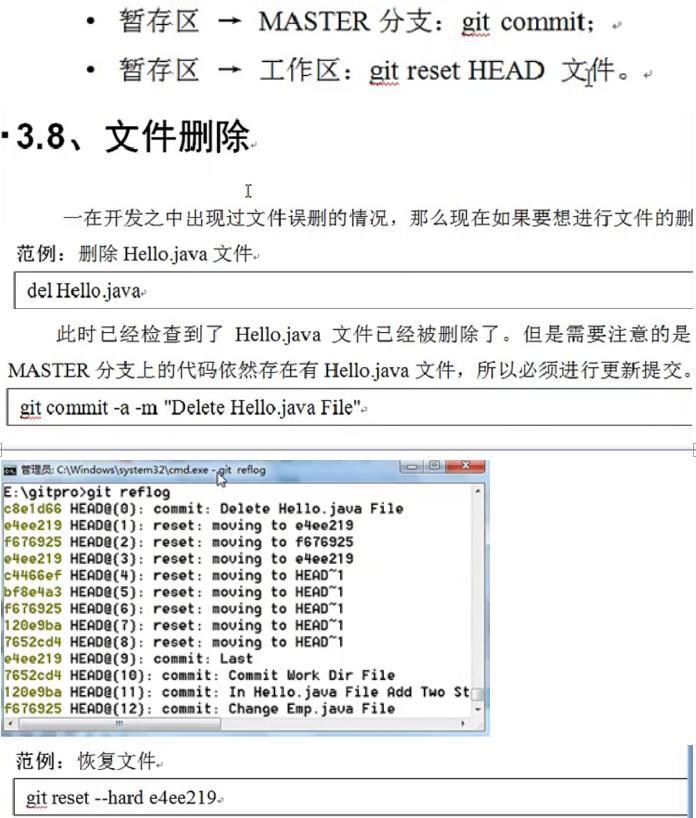 • 暂存区 → MASTER 分支：git commit；
• 暂存区 → 工作区：git reset HEAD 文件。
3.8、文件删除
一在开发之中出现过文件误删的情况，那么现在如果要想进行文件的删
范例：删除 Hello.java 文件
del Hello.java
此时已经检查到了 Hello.java 文件已经被删除了。但是需要注意的是
MASTER 分支上的代码依然存在有 Hello.java 文件，所以必须进行更新提交。
git commit -a -m "Delete Hello.java File"
管理员: C:\Windows\system32\cmd.exe - git reflog
E:\gitpro>git reflog
c8e1d66 HEAD@{0}: commit: Delete Hello.java File
e4ee219 HEAD@{1}: reset: moving to e4ee219
f676925 HEAD@{2}: reset: moving to f676925
e4ee219 HEAD@{3}: reset: moving to e4ee219
c4466ef HEAD@{4}: reset: moving to HEAD~1
bf8e4a3 HEAD@{5}: reset: moving to HEAD~1
f676925 HEAD@{6}: reset: moving to HEAD~1
120e9ba HEAD@{7}: reset: moving to HEAD~1
7652cd4 HEAD@{8}: reset: moving to HEAD~1
e4ee219 HEAD@{9}: commit: Last
7652cd4 HEAD@{10}: commit: Commit Work Dir File
120e9ba HEAD@{11}: commit: In Hello.java File Add Two St
f676925 HEAD@{12}: commit: Change Emp.java File
范例：恢复文件
git reset --hard e4ee219